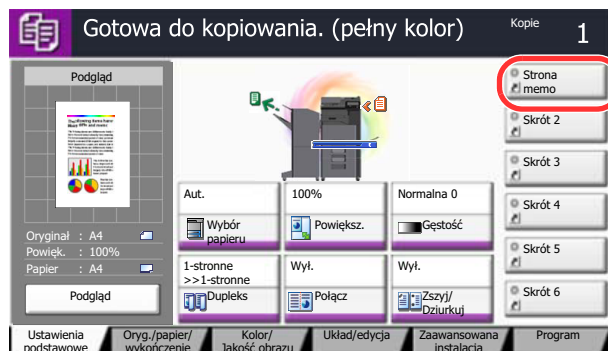 Gotowa do kopiowania. (pełny kolor)
Kopie
1
Podgląd
Oryginał : A4
Powięk. : 100%
Papier : A4
Podgląd
Aut.
Wybór
papieru
100%
Powiększ.
Normalna 0
Gęstość
1-stronne
>>1-stronne
Dupleks
Wył.
Połącz
Wył.
Zszyj/
Dziurkuj
Strona
memo
Skrót 2
Skrót 3
Skrót 4
Skrót 5
Skrót 6
Ustawienia
podstawowe
Oryg./papier/
wykończenie
Kolor/
Jakość obrazu
Układ/edycja
Zaawansowana
instalacja
Program